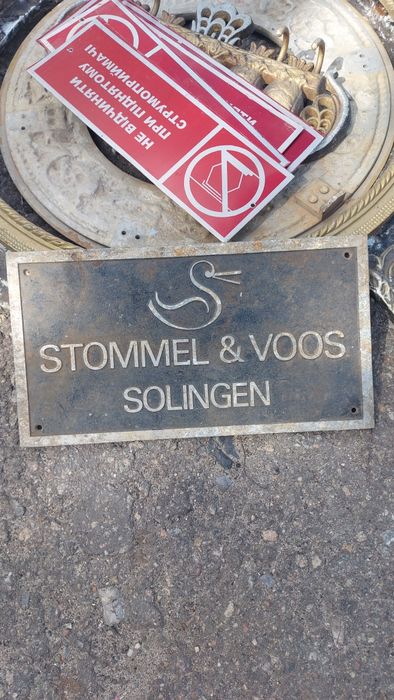 НЕ ВІДЧИНЯТИ
ПРИ ПІДНЯТОМУ
СТРУМОПРИЙМАЧІ
STOMMEL & VOOS
SOLINGEN